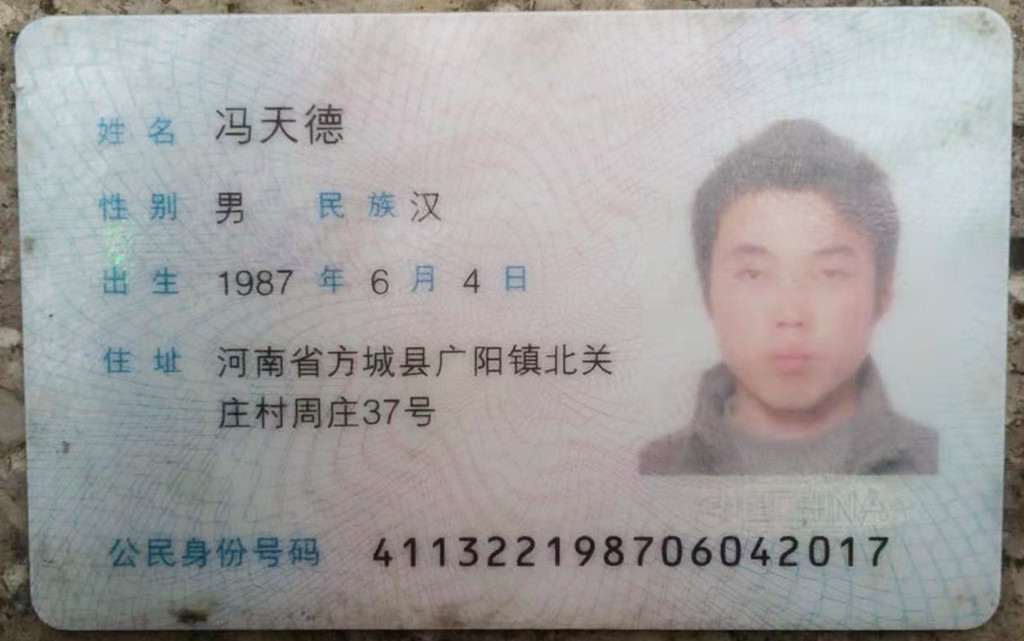 姓名 冯天德
性别 男 民族 汉
出生 1987 年 6 月 4 日
住址 河南省方城县广阳镇北关
庄村周庄37号
公民身份号码 411322198706042017